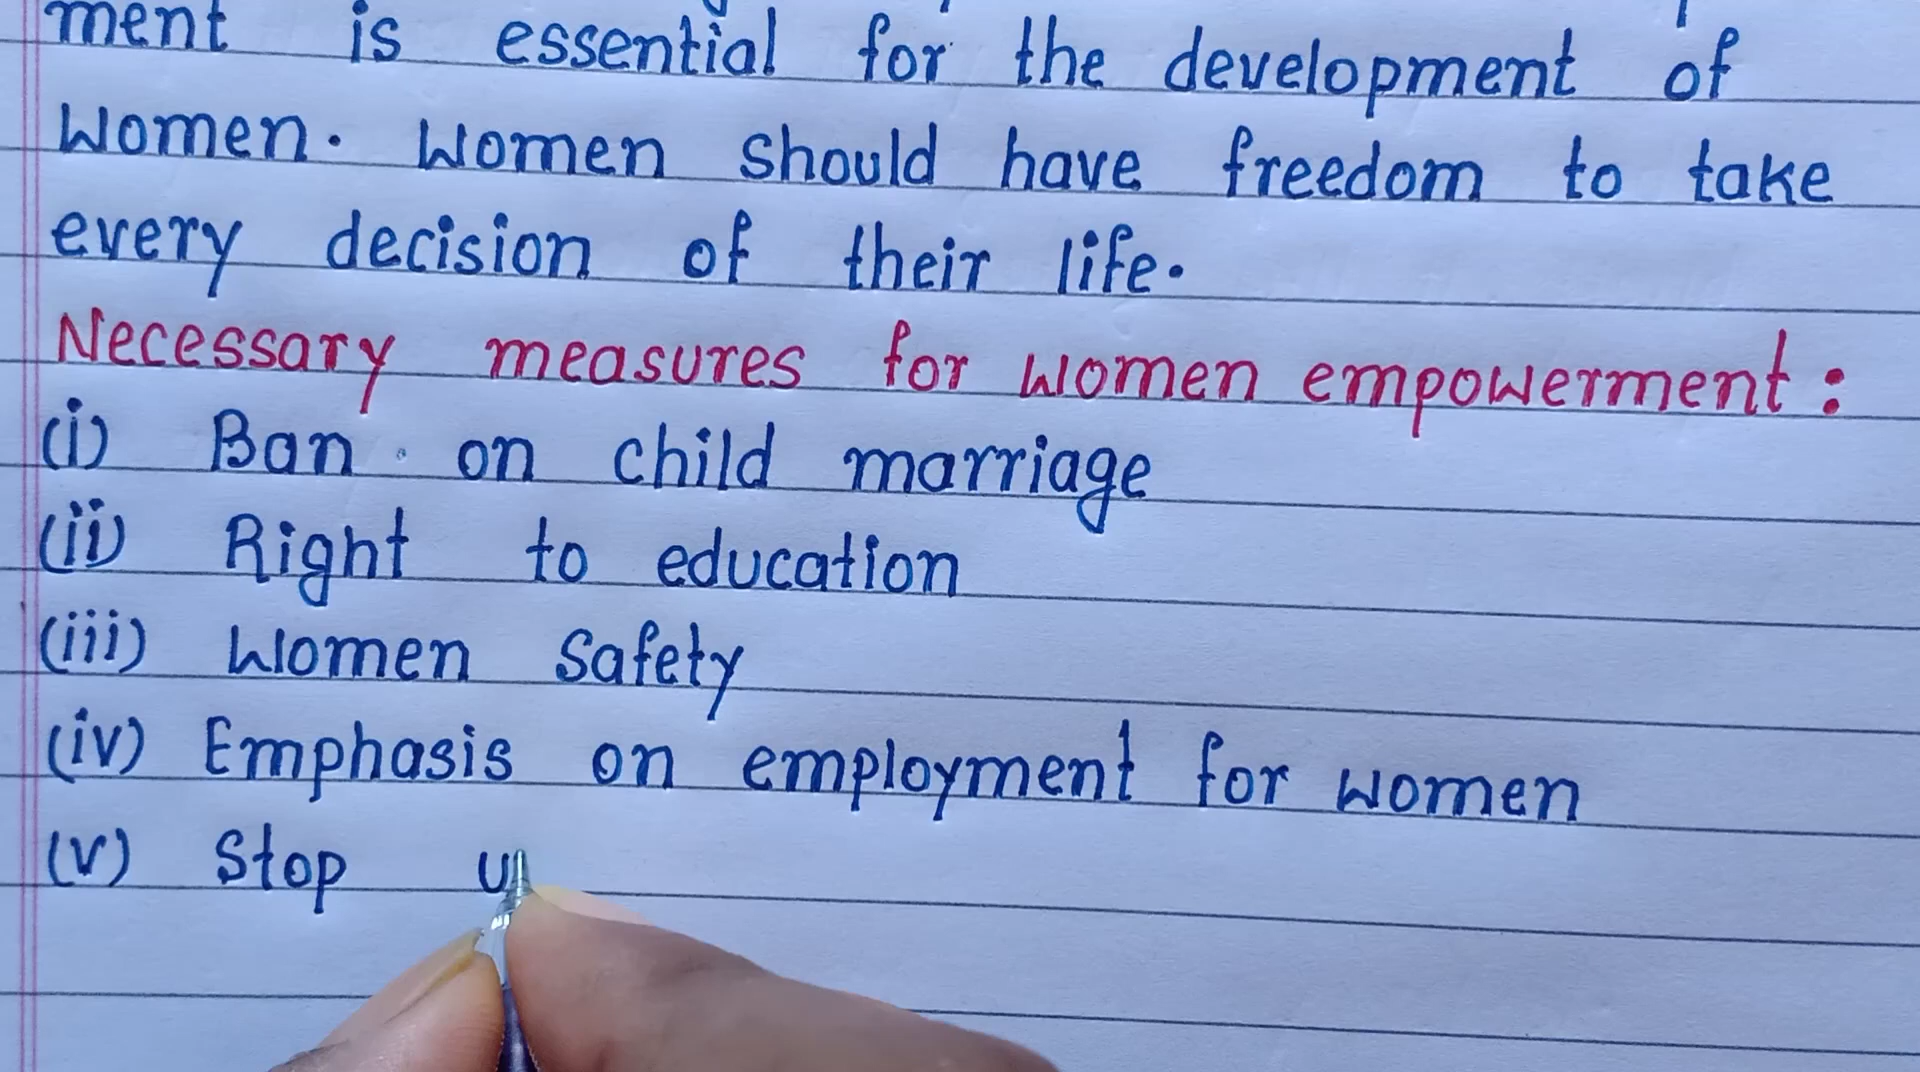 ment is essential for the development of
women. Women should have freedom to take
every decision of their life.
Necessary measures for women empowerment:
(i) Ban on child marriage
(ii) Right to education
(iii) Women safety
(iv) Emphasis on employment for women
(v) Stop